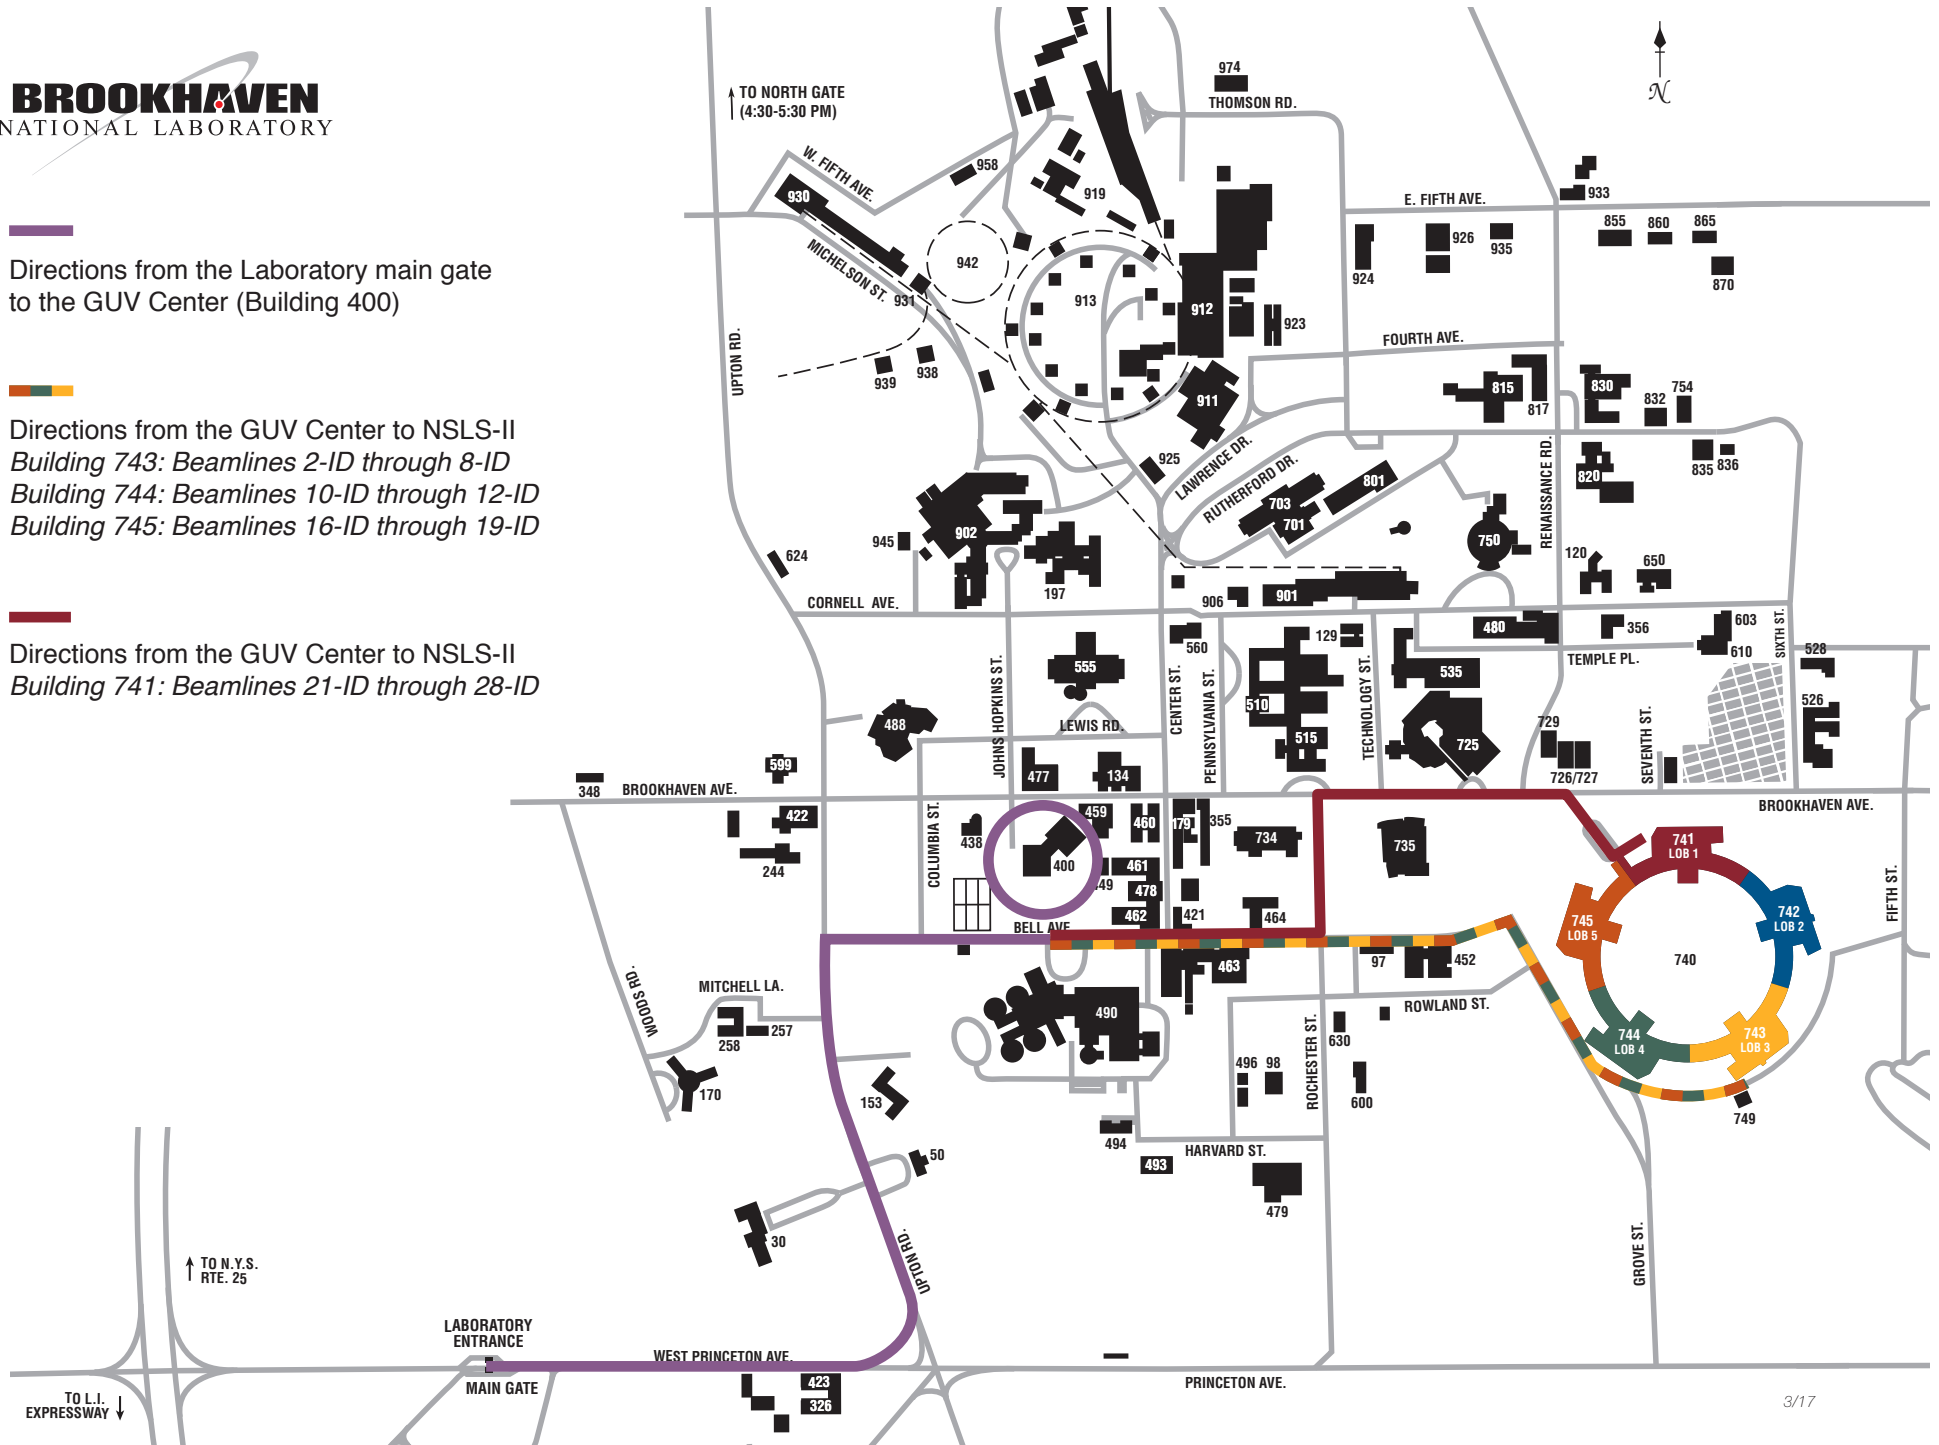 BROOKHAVEN
NATIONAL LABORATORY
Directions from the Laboratory main gate
to the GUV Center (Building 400)
Directions from the GUV Center to NSLS-II
Building 743: Beamlines 2-ID through 8-ID
Building 744: Beamlines 10-ID through 12-ID
Building 745: Beamlines 16-ID through 19-ID
Directions from the GUV Center to NSLS-II
Building 741: Beamlines 21-ID through 28-ID
TO NORTH GATE
(4:30-5:30 PM)
974
THOMSON RD.
N
W. FIFTH AVE.
958
930
919
933
E. FIFTH AVE.
855
860
865
926
935
924
870
MICHELSON ST.
931
942
913
912
923
UPTON RD.
939
938
FOURTH AVE.
911
815
817
830
832
754
925
LAWRENCE DR.
RUTHERFORD DR.
RENAISSANCE RD.
835
836
820
801
703
701
750
902
945
624
197
120
650
CORNELL AVE.
906
901
129
560
480
356
603
610
SIXTH ST.
TEMPLE PL.
528
526
JOHNS HOPKINS ST.
555
CENTER ST.
PENNSYLVANIA ST.
510
515
TECHNOLOGY ST.
535
725
488
LEWIS RD.
729
726/727
SEVENTH ST.
599
477
134
348
BROOKHAVEN AVE.
BROOKHAVEN AVE.
422
244
COLUMBIA ST.
438
459
460
179
355
734
735
400
461
449
478
462
421
464
BELL AVE.
741
LOB 1
742
LOB 2
745
LOB 5
740
744
LOB 4
743
LOB 3
749
FIFTH ST.
463
97
452
ROWLAND ST.
WOODS RD.
MITCHELL LA.
258
257
170
153
490
496
98
ROCHESTER ST.
630
600
494
493
HARVARD ST.
479
50
30
UPTON RD.
GROVE ST.
TO N.Y.S.
RTE. 25
LABORATORY
ENTRANCE
WEST PRINCETON AVE.
MAIN GATE
423
326
PRINCETON AVE.
TO L.I.
EXPRESSWAY
3/17